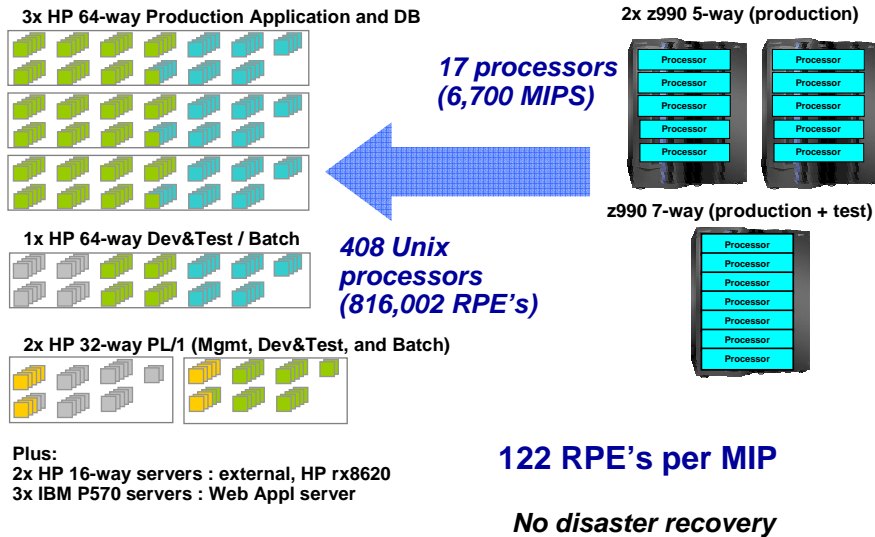 3x HP 64-way Production Application and DB
2x z990 5-way (production)
17 processors
(6,700 MIPS)
Processor
Processor
Processor
Processor
Processor
Processor
Processor
Processor
Processor
Processor
z990 7-way (production + test)
Processor
Processor
Processor
Processor
Processor
Processor
Processor
1x HP 64-way Dev&Test / Batch
408 Unix
processors
(816,002 RPE's)
2x HP 32-way PL/1 (Mgmt, Dev&Test, and Batch)
Plus:
2x HP 16-way servers : external, HP rx8620
3x IBM P570 servers : Web Appl server
122 RPE's per MIP
No disaster recovery